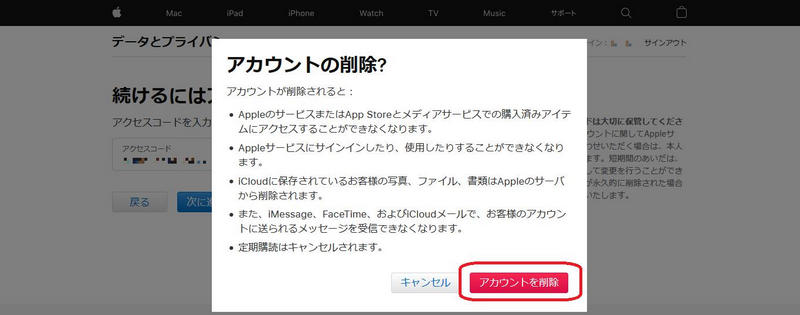 Mac iPad iPhone Watch TV Music サポート
データとプライバシ
イン： サインアウト
アカウントの削除?
アカウントが削除されると：
• AppleのサービスまたはApp Storeとメディアサービスでの購入済みアイテ
ムにアクセスすることができなくなります。
• Appleサービスにサインインしたり、使用したりすることができなくなりま
す。
• iCloudに保存されているお客様の写真、ファイル、書類はAppleのサーバ
から削除されます。
• また、iMessage、FaceTime、およびiCloudメールで、お客様のアカウン
トに送られるメッセージを受信できなくなります。
• 定期購読はキャンセルされます。
キャンセル アカウントを削除
続けるには
アクセスコードを入力
アクセスコード
戻る 次に
ドは大切に保管してくださ
ウントに関してAppleサ
わせいただく場合は、本人
ます。短期間のあいだは、
して変更を行うことができ
が永久的に削除された場合
いたします。